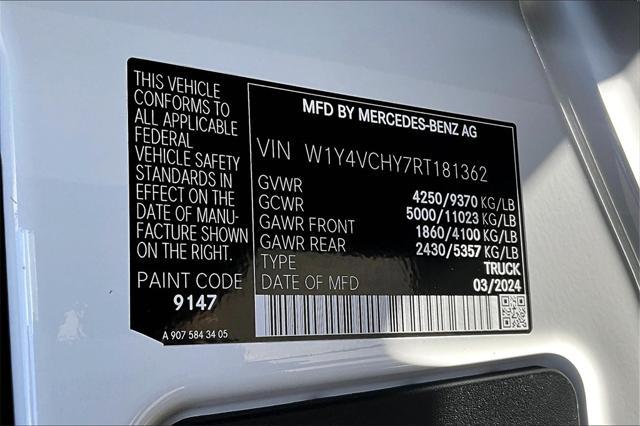 THIS VEHICLE
CONFORMS TO
ALL APPLICABLE
FEDERAL
VEHICLE SAFETY
STANDARDS IN
EFFECT ON THE
DATE OF MANU-
FACTURE SHOWN
ON THE RIGHT.
PAINT CODE
9147
A 907 584 34 05
MFD BY MERCEDES-BENZ AG
VIN W1Y4VCHY7RT181362
GVWR 4250/9370 KG/LB
GCWR 5000/11023 KG/LB
GAWR FRONT 1860/4100 KG/LB
GAWR REAR 2430/5357 KG/LB
TYPE TRUCK
DATE OF MFD 03/2024